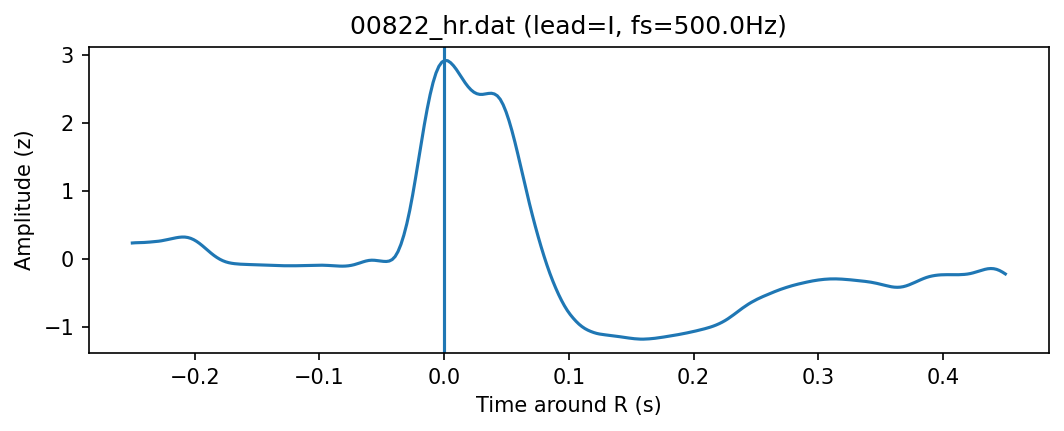 00822_hr.dat (lead=I, fs=500.0Hz)
Amplitude (z)
3
2
1
0
−1
−0.2 −0.1 0.0 0.1 0.2 0.3 0.4
Time around R (s)